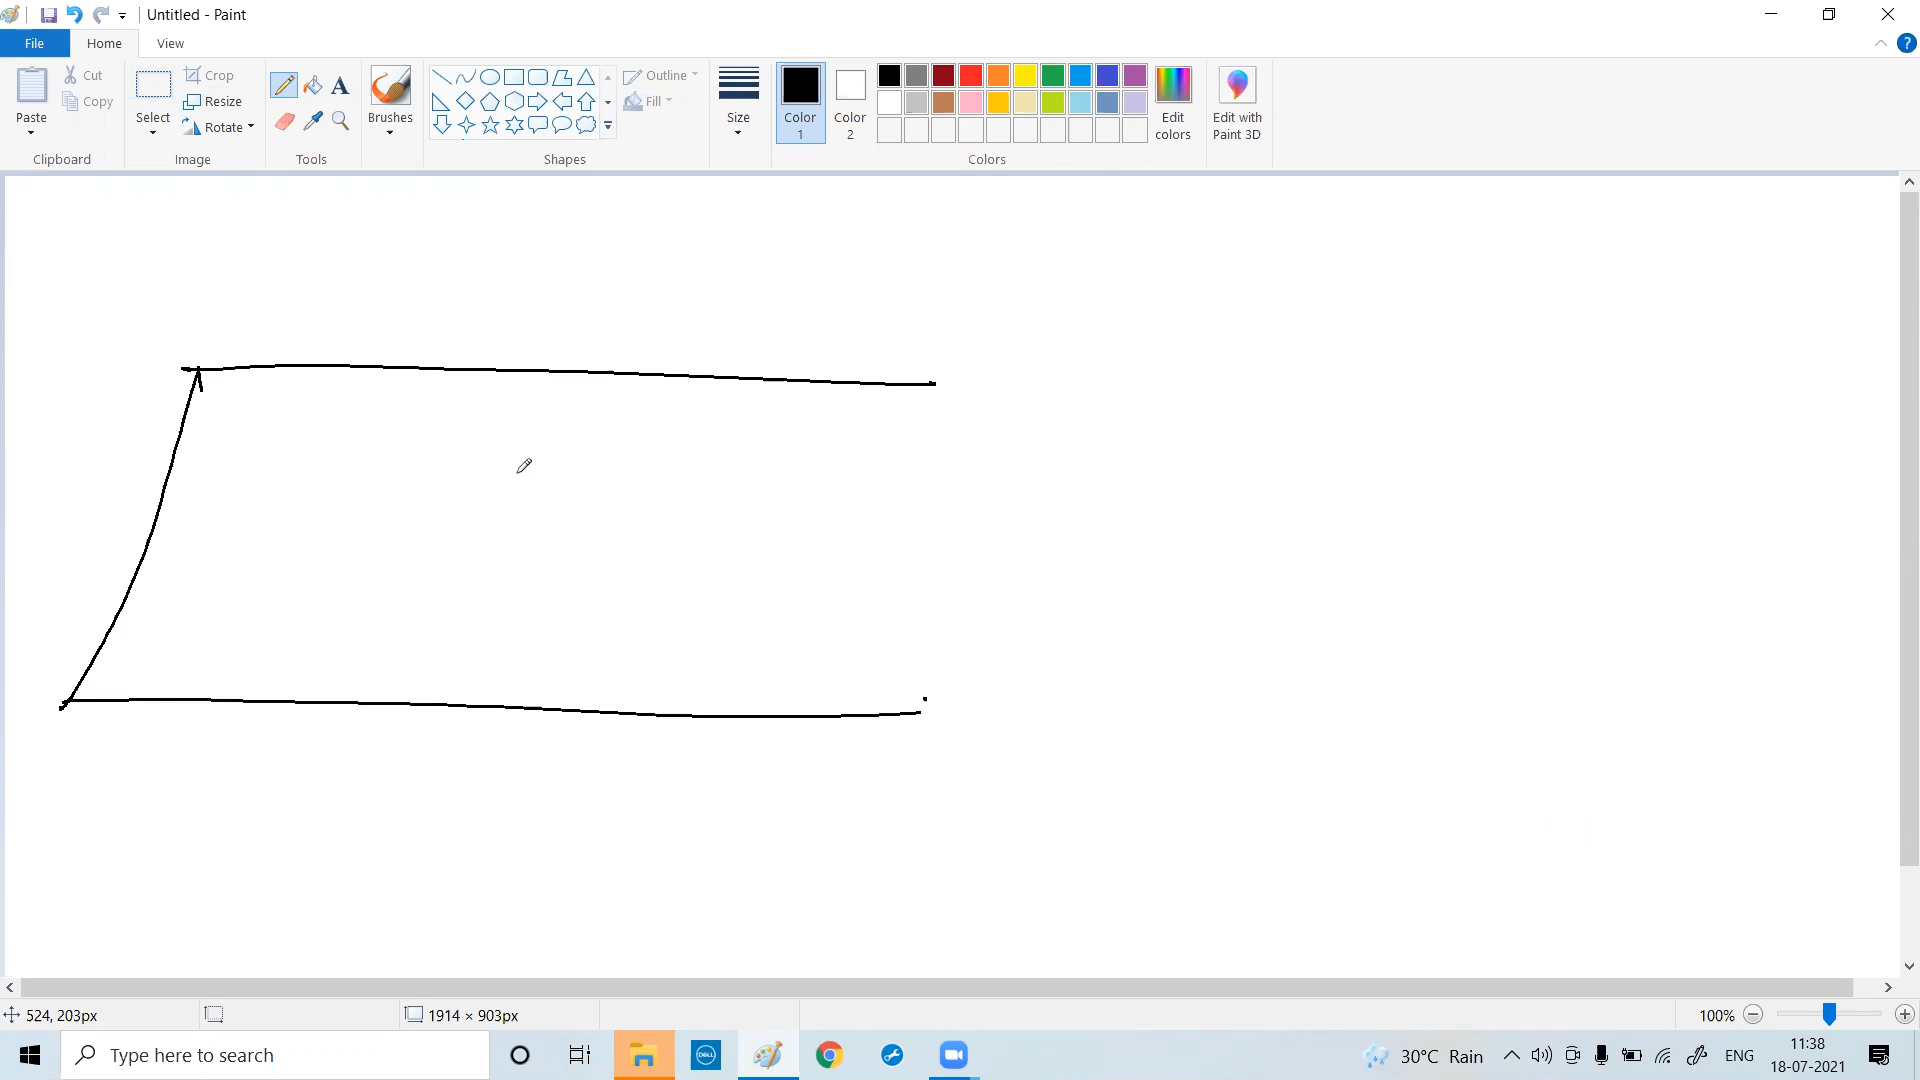 Untitled - Paint
File
Home
View
Paste
Cut
Copy
Clipboard
Select
Crop
Resize
Rotate
Image
A
Tools
Brushes
Outline
Fill
Shapes
Size
Color
1
Color
2
Edit
colors
Colors
Edit with
Paint 3D
?
524, 203px
1914 × 903px
100%
Type here to search
DELL
30°C Rain
ENG
11:38
18-07-2021